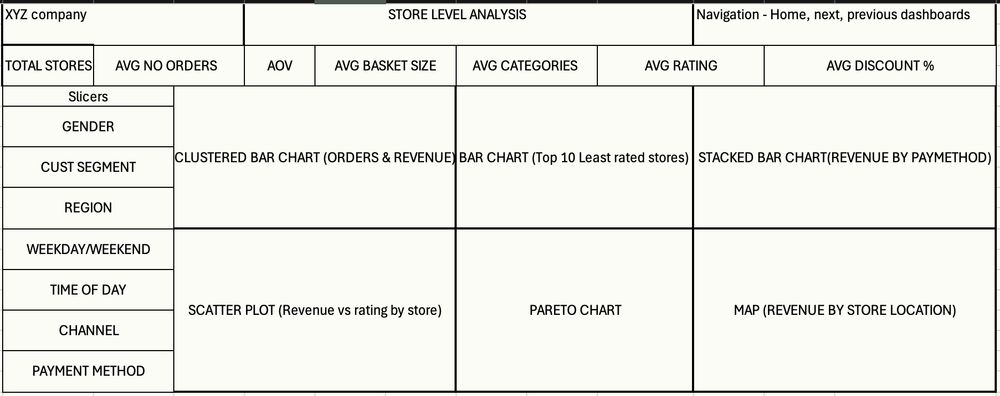 XYZ company
STORE LEVEL ANALYSIS
Navigation - Home, next, previous dashboards
TOTAL STORES
AVG NO ORDERS
AOV
AVG BASKET SIZE
AVG CATEGORIES
AVG RATING
AVG DISCOUNT %
Slicers
GENDER
CUST SEGMENT
REGION
WEEKDAY/WEEKEND
TIME OF DAY
CHANNEL
PAYMENT METHOD
CLUSTERED BAR CHART (ORDERS & REVENUE)
BAR CHART (Top 10 Least rated stores)
STACKED BAR CHART(REVENUE BY PAYMETHOD)
SCATTER PLOT (Revenue vs rating by store)
PARETO CHART
MAP (REVENUE BY STORE LOCATION)